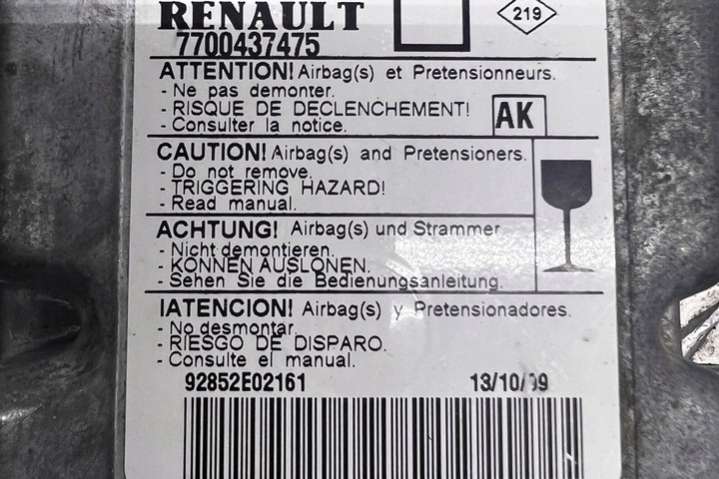 RENAULT
219
7700437475
ATTENTION! Airbag(s) et Pretensionneurs.
- Ne pas demonter.
- RISQUE DE DECLENCHEMENT!
- Consulter la notice.
AK
CAUTION! Airbag(s) and Pretensioners.
- Do not remove.
- TRIGGERING HAZARD!
- Read manual.
ACHTUNG! Airbag(s) und Strammer
- Nicht demontieren.
- KONNEN AUSLONEN.
- Sehen Sie die Bedienungsanleitung.
IATENCION! Airbag(s) y Pretensionadores.
- No desmontar.
- RIESGO DE DISPARO.
- Consulte el manual.
92852E02161
13/10/99